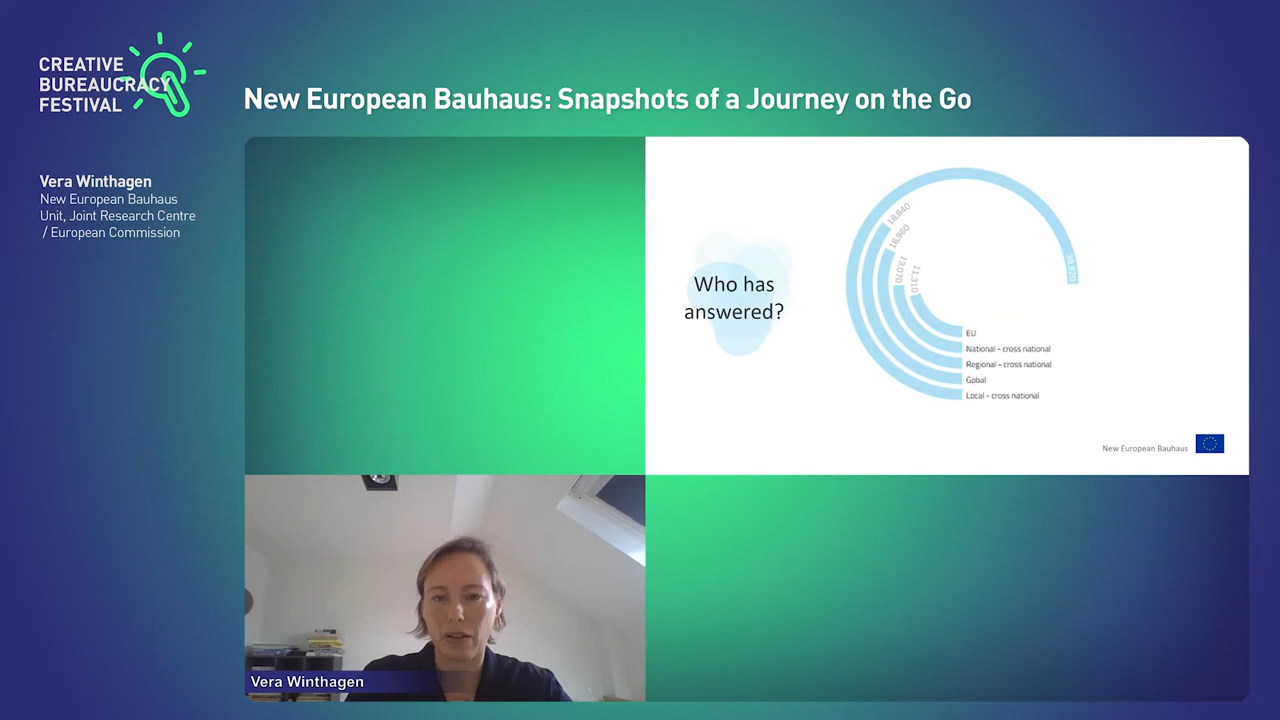 CREATIVE
BUREAUCRACY
FESTIVAL
New European Bauhaus: Snapshots of a Journey on the Go
Vera Winthagen
New European Bauhaus
Unit, Joint Research Centre
/ European Commission
Who has
answered?
18.840
16.960
13.070
11.310
EU
National - cross national
Regional - cross national
Gobal
Local - cross national
New European Bauhaus
Vera Winthagen